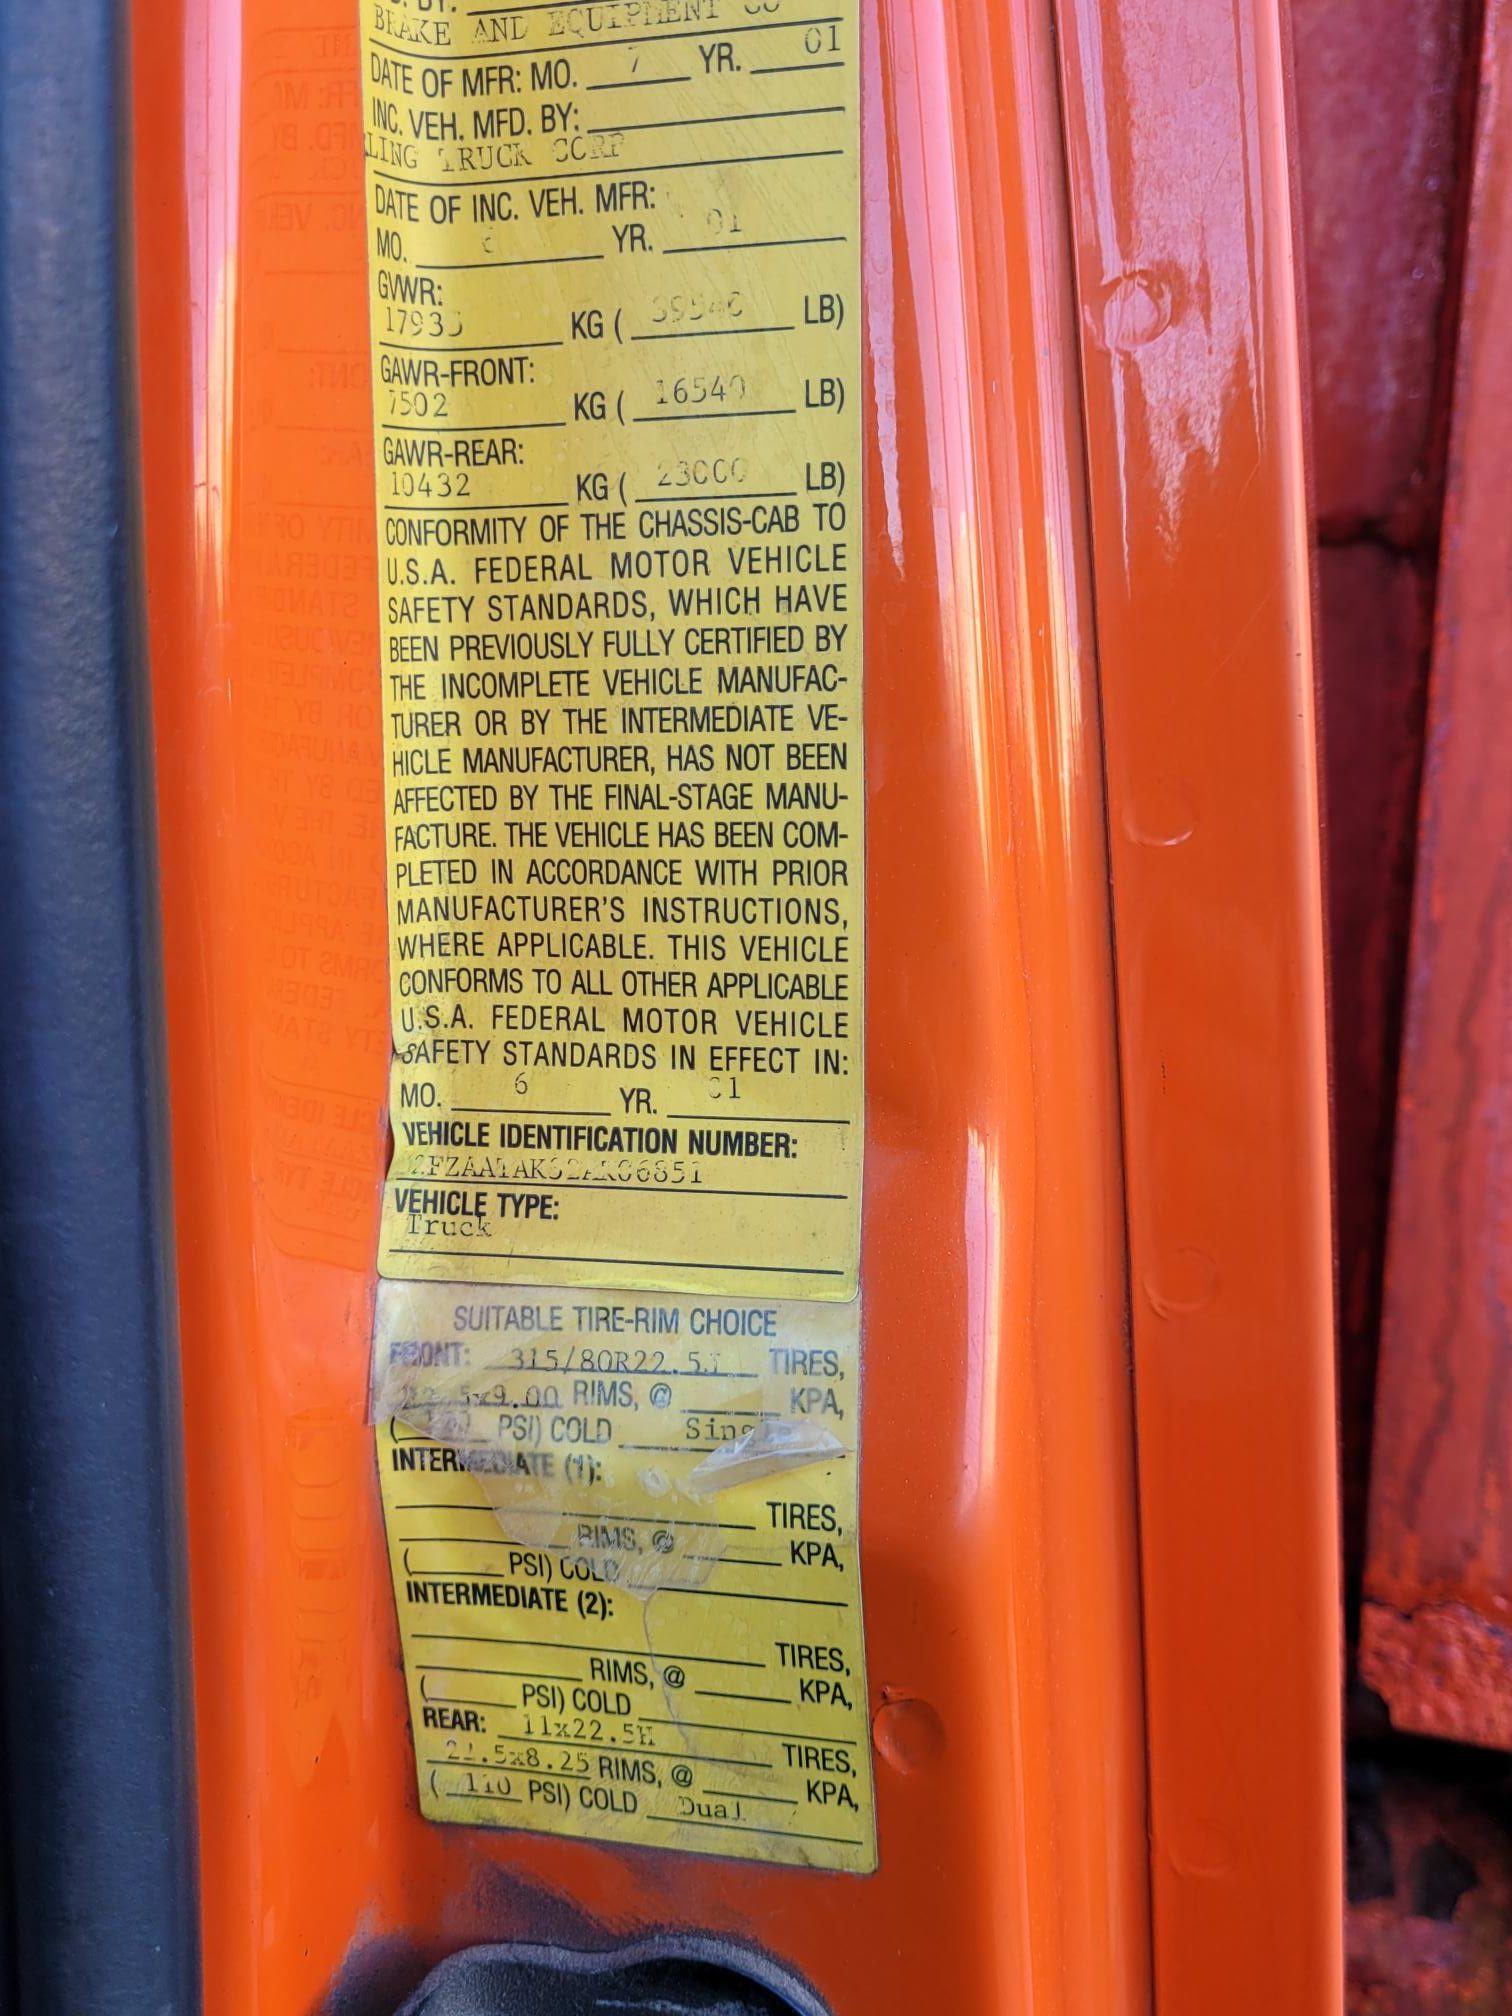 BY:
BRAKE AND EQUIPMENT CO
DATE OF MFR: MO. 7 YR. 01
INC. VEH. MFD. BY:
LING TRUCK CORP
DATE OF INC. VEH. MFR:
MO. YR. 01
GVWR:
KG ( LB)
GAWR-FRONT:
7502 KG ( 16540 LB)
GAWR-REAR:
10432 KG ( 23000 LB)
CONFORMITY OF THE CHASSIS-CAB TO
U.S.A. FEDERAL MOTOR VEHICLE
SAFETY STANDARDS, WHICH HAVE
BEEN PREVIOUSLY FULLY CERTIFIED BY
THE INCOMPLETE VEHICLE MANUFAC-
TURER OR BY THE INTERMEDIATE VE-
HICLE MANUFACTURER, HAS NOT BEEN
AFFECTED BY THE FINAL-STAGE MANU-
FACTURE. THE VEHICLE HAS BEEN COM-
PLETED IN ACCORDANCE WITH PRIOR
MANUFACTURER'S INSTRUCTIONS,
WHERE APPLICABLE. THIS VEHICLE
CONFORMS TO ALL OTHER APPLICABLE
U.S.A. FEDERAL MOTOR VEHICLE
SAFETY STANDARDS IN EFFECT IN:
MO. 6 YR. 01
VEHICLE IDENTIFICATION NUMBER:
VEHICLE TYPE:
Truck
SUITABLE TIRE-RIM CHOICE
FRONT: TIRES,
RIMS, @ KPA,
( PSI) COLD Single
INTERMEDIATE (1):
TIRES,
RIMS, @ KPA,
( PSI) COLD
INTERMEDIATE (2):
TIRES,
RIMS, @ KPA,
( PSI) COLD
REAR: 11x22.5H TIRES,
22.5x8.25 RIMS, @ KPA,
( 110 PSI) COLD Dual